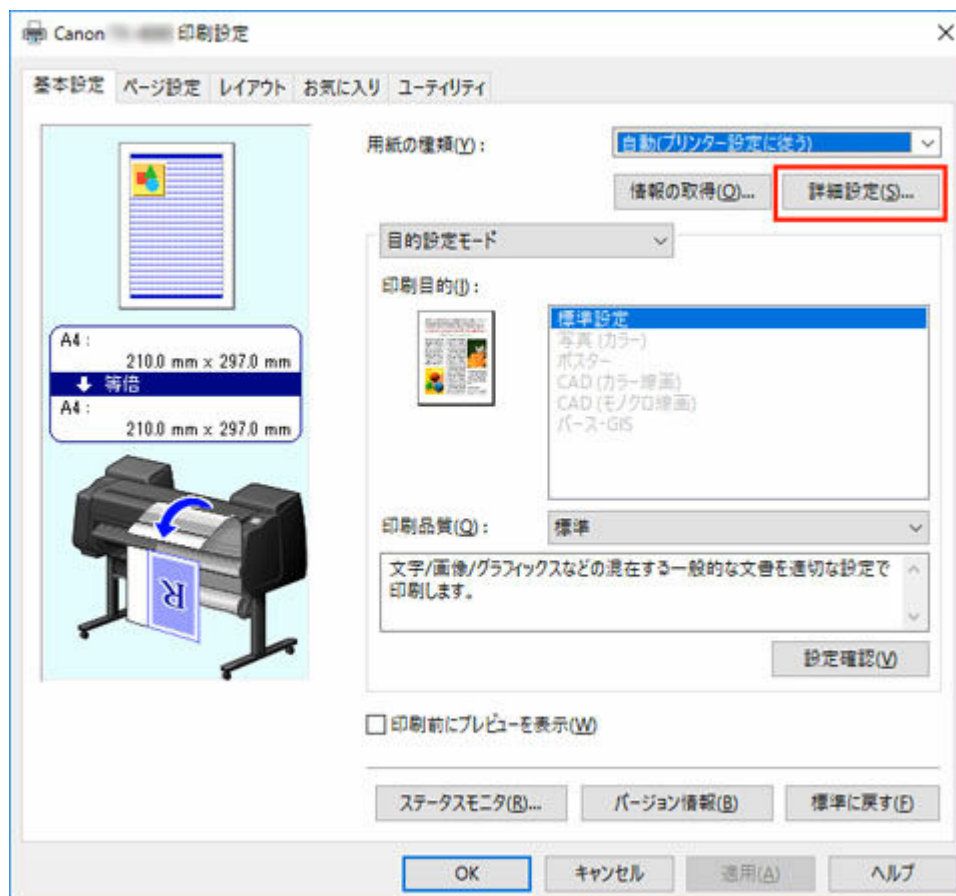 Canon 印刷設定
基本設定 ページ設定 レイアウト お気に入り ユーティリティ
用紙の種類(Y): 自動(プリンター設定に従う)
情報の取得(O)... 詳細設定(S)...
目的設定モード
印刷目的(J):
標準設定
写真 (カラー)
ポスター
CAD (カラー線画)
CAD (モノクロ線画)
パース・GIS
A4:
210.0 mm x 297.0 mm
等倍
A4:
210.0 mm x 297.0 mm
R
印刷品質(Q): 標準
文字/画像/グラフィックスなどの混在する一般的な文書を適切な設定で
印刷します。
設定確認(V)
印刷前にプレビューを表示(W)
ステータスモニタ(R)... バージョン情報(B) 標準に戻す(F)
OK キャンセル 適用(A) ヘルプ